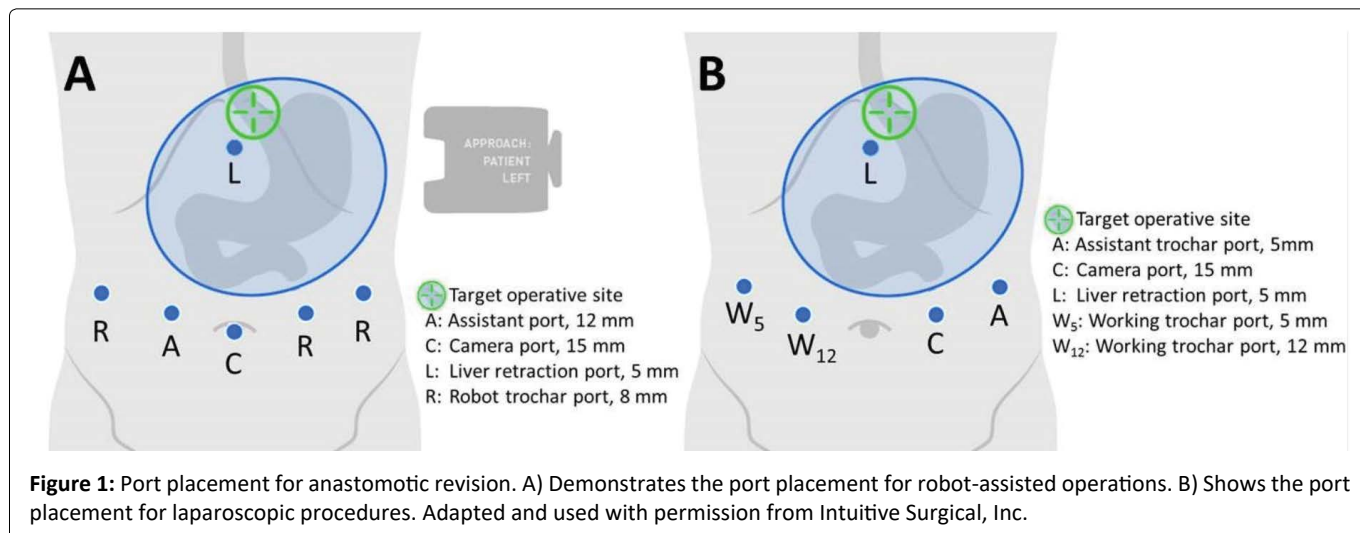 A
APPROACH:
PATIENT
LEFT
L
R
A
C
R
R
Target operative site
A: Assistant port, 12 mm
C: Camera port, 15 mm
L: Liver retraction port, 5 mm
R: Robot trochar port, 8 mm
B
L
W5
W12
C
A
Target operative site
A: Assistant trochar port, 5mm
C: Camera port, 15 mm
L: Liver retraction port, 5 mm
W5: Working trochar port, 5 mm
W12: Working trochar port, 12 mm
Figure 1: Port placement for anastomotic revision. A) Demonstrates the port placement for robot-assisted operations. B) Shows the port
placement for laparoscopic procedures. Adapted and used with permission from Intuitive Surgical, Inc.